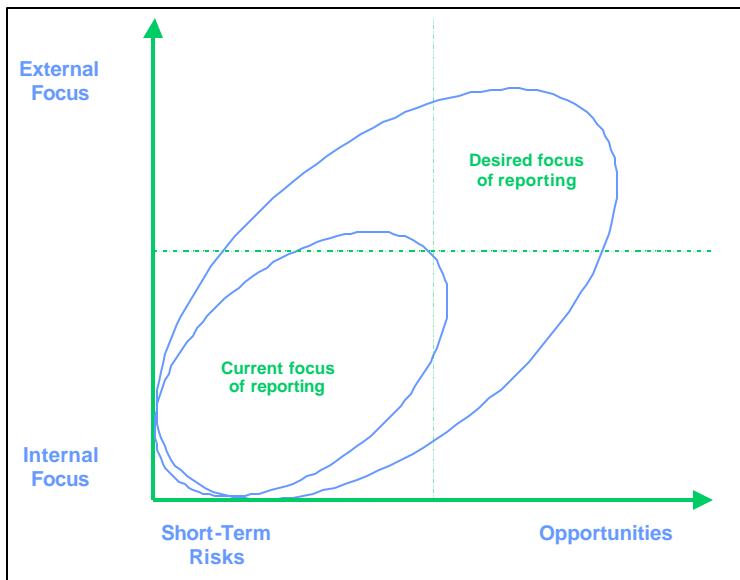 External
Focus
Desired focus
of reporting
Current focus
of reporting
Internal
Focus
Short-Term
Risks
Opportunities